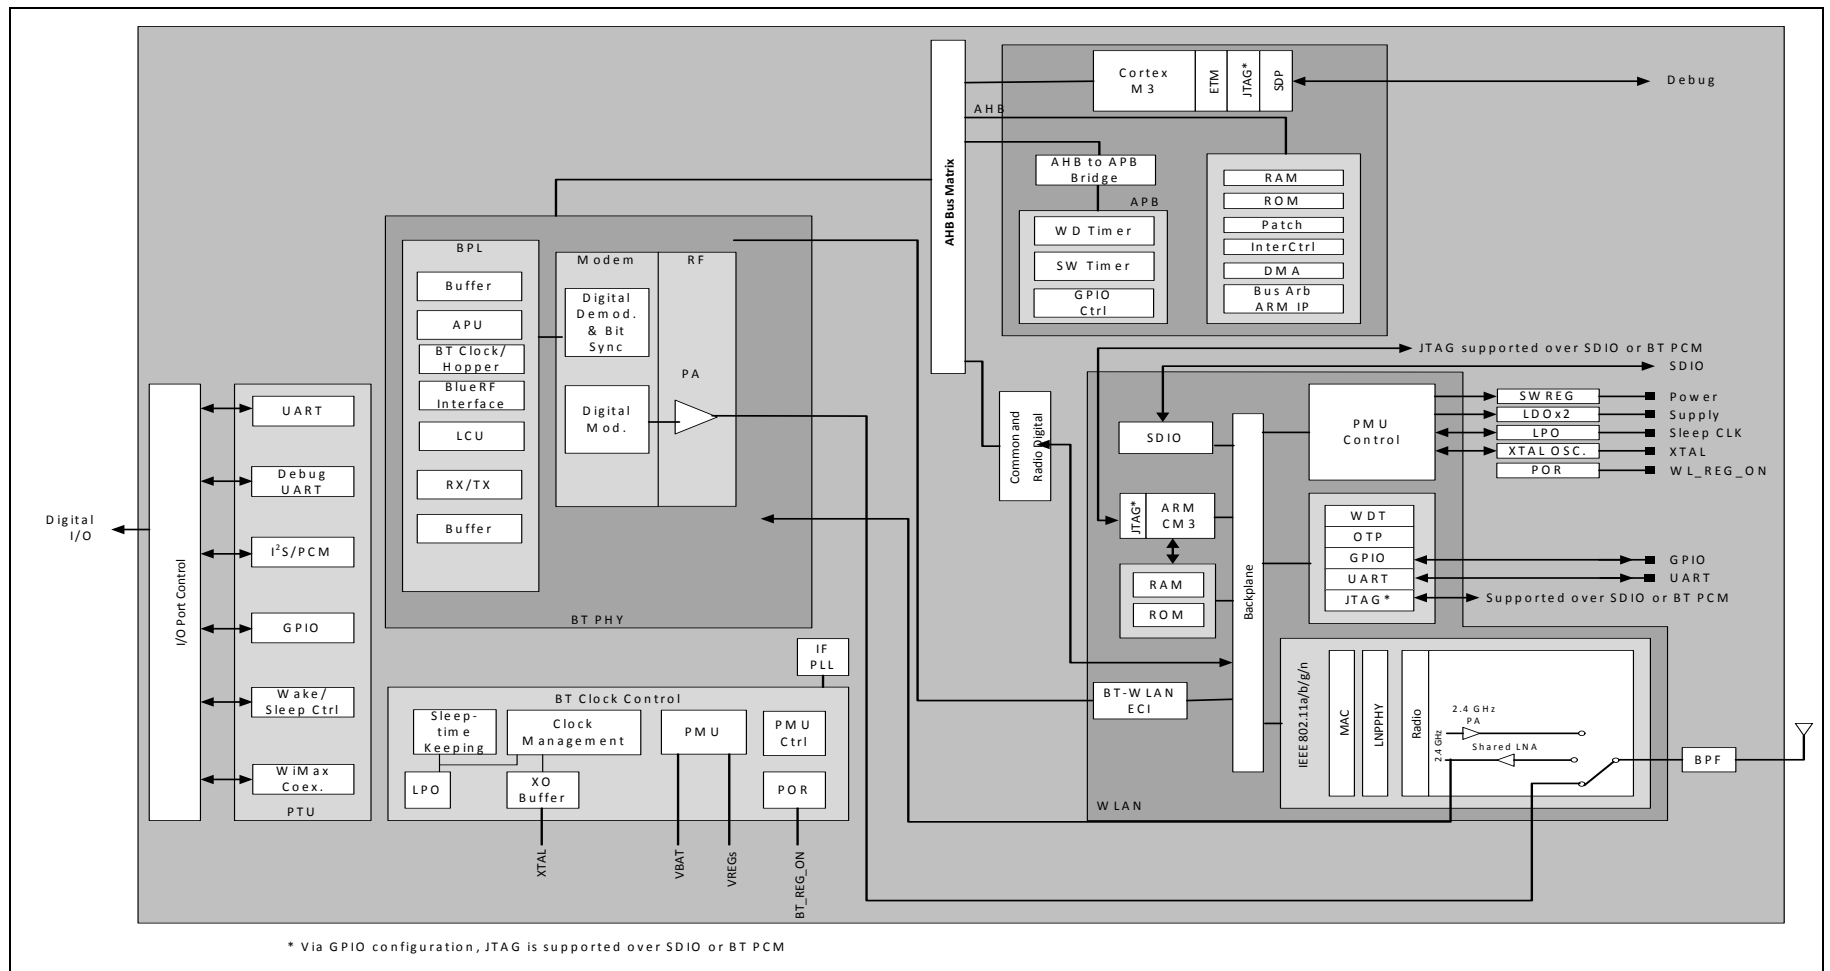 Cortex
M3
ETM
JTAG*
SDP
Debug
AHB
AHB Bus Matrix
AHB to APB
Bridge
APB
WD Timer
SW Timer
GPIO
Ctrl
RAM
ROM
Patch
InterCtrl
DMA
Bus Arb
ARM IP
BPL
Buffer
APU
BT Clock/
Hopper
BlueRF
Interface
LCU
RX/TX
Buffer
Modem
Digital
Demod.
& Bit
Sync
Digital
Mod.
RF
PA
BT PHY
Digital
I/O
I/O Port Control
UART
Debug
UART
I²S/PCM
GPIO
Wake/
Sleep Ctrl
WiMax
Coex.
PTU
IF
PLL
BT Clock Control
Sleep-
time
Keeping
Clock
Management
PMU
PMU
Ctrl
LPO
XO
Buffer
POR
XTAL
VBAT
VREGs
BT_REG_ON
Common and
Radio Digital
JTAG supported over SDIO or BT PCM
SDIO
SDIO
JTAG*
ARM
CM3
RAM
ROM
Backplane
BT-WLAN
ECI
WLAN
PMU
Control
SW REG
LDOx2
LPO
XTAL OSC.
POR
Power
Supply
Sleep CLK
XTAL
WL_REG_ON
WDT
OTP
GPIO
UART
JTAG*
GPIO
UART
Supported over SDIO or BT PCM
IEEE 802.11a/b/g/n
MAC
LNPPHY
Radio
2.4 GHz
PA
2.4 GHz
Shared LNA
BPF
* Via GPIO configuration, JTAG is supported over SDIO or BT PCM